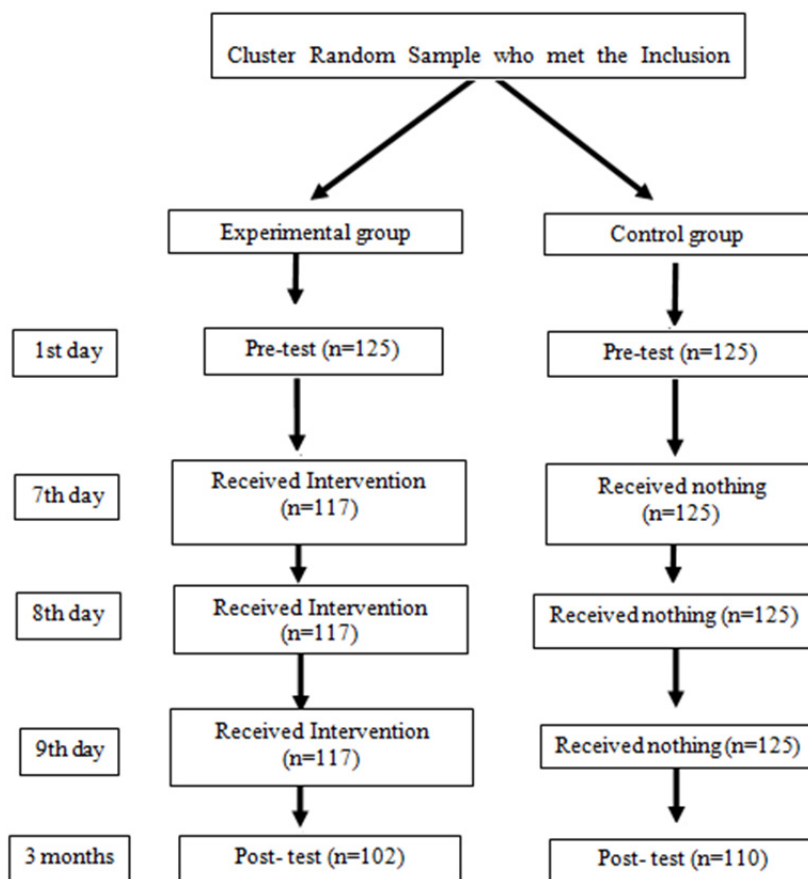 Cluster Random Sample who met the Inclusion
Experimental group
Control group
1st day
Pre-test (n=125)
Pre-test (n=125)
7th day
Received Intervention
(n=117)
Received nothing
(n=125)
8th day
Received Intervention
(n=117)
Received nothing (n=125)
9th day
Received Intervention
(n=117)
Received nothing (n=125)
3 months
Post- test (n=102)
Post- test (n=110)